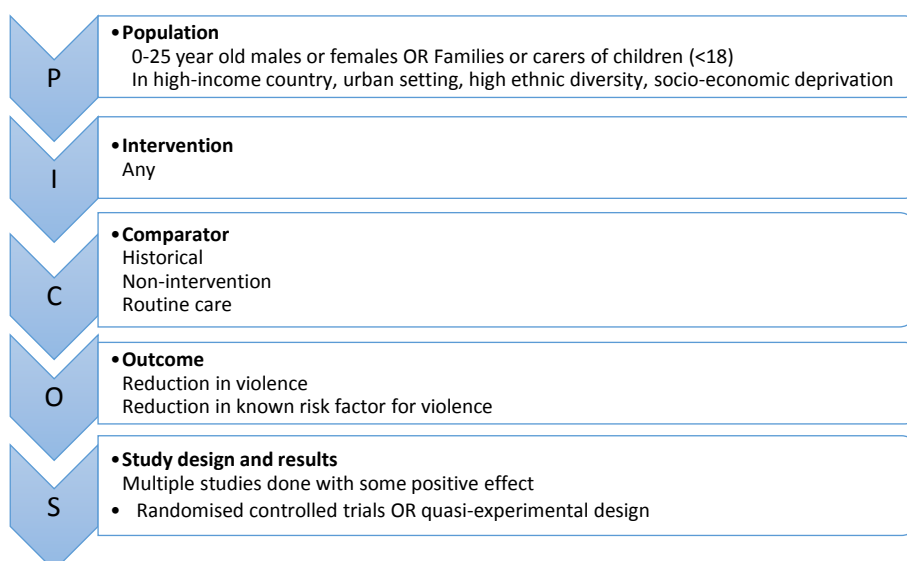 P
•Population
0-25 year old males or females OR Families or carers of children (<18)
In high-income country, urban setting, high ethnic diversity, socio-economic deprivation
I
•Intervention
Any
C
•Comparator
Historical
Non-intervention
Routine care
O
•Outcome
Reduction in violence
Reduction in known risk factor for violence
S
•Study design and results
Multiple studies done with some positive effect
• Randomised controlled trials OR quasi-experimental design